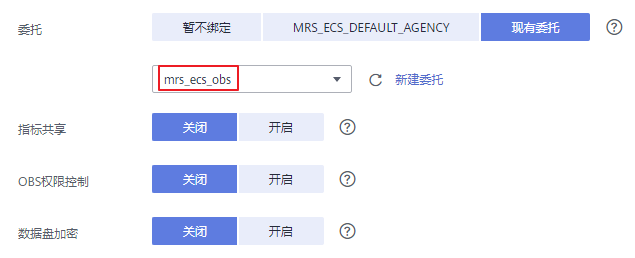 委托 暂不绑定 MRS_ECS_DEFAULT_AGENCY 现有委托
mrs_ecs_obs 新建委托
指标共享 关闭 开启
OBS权限控制 关闭 开启
数据盘加密 关闭 开启